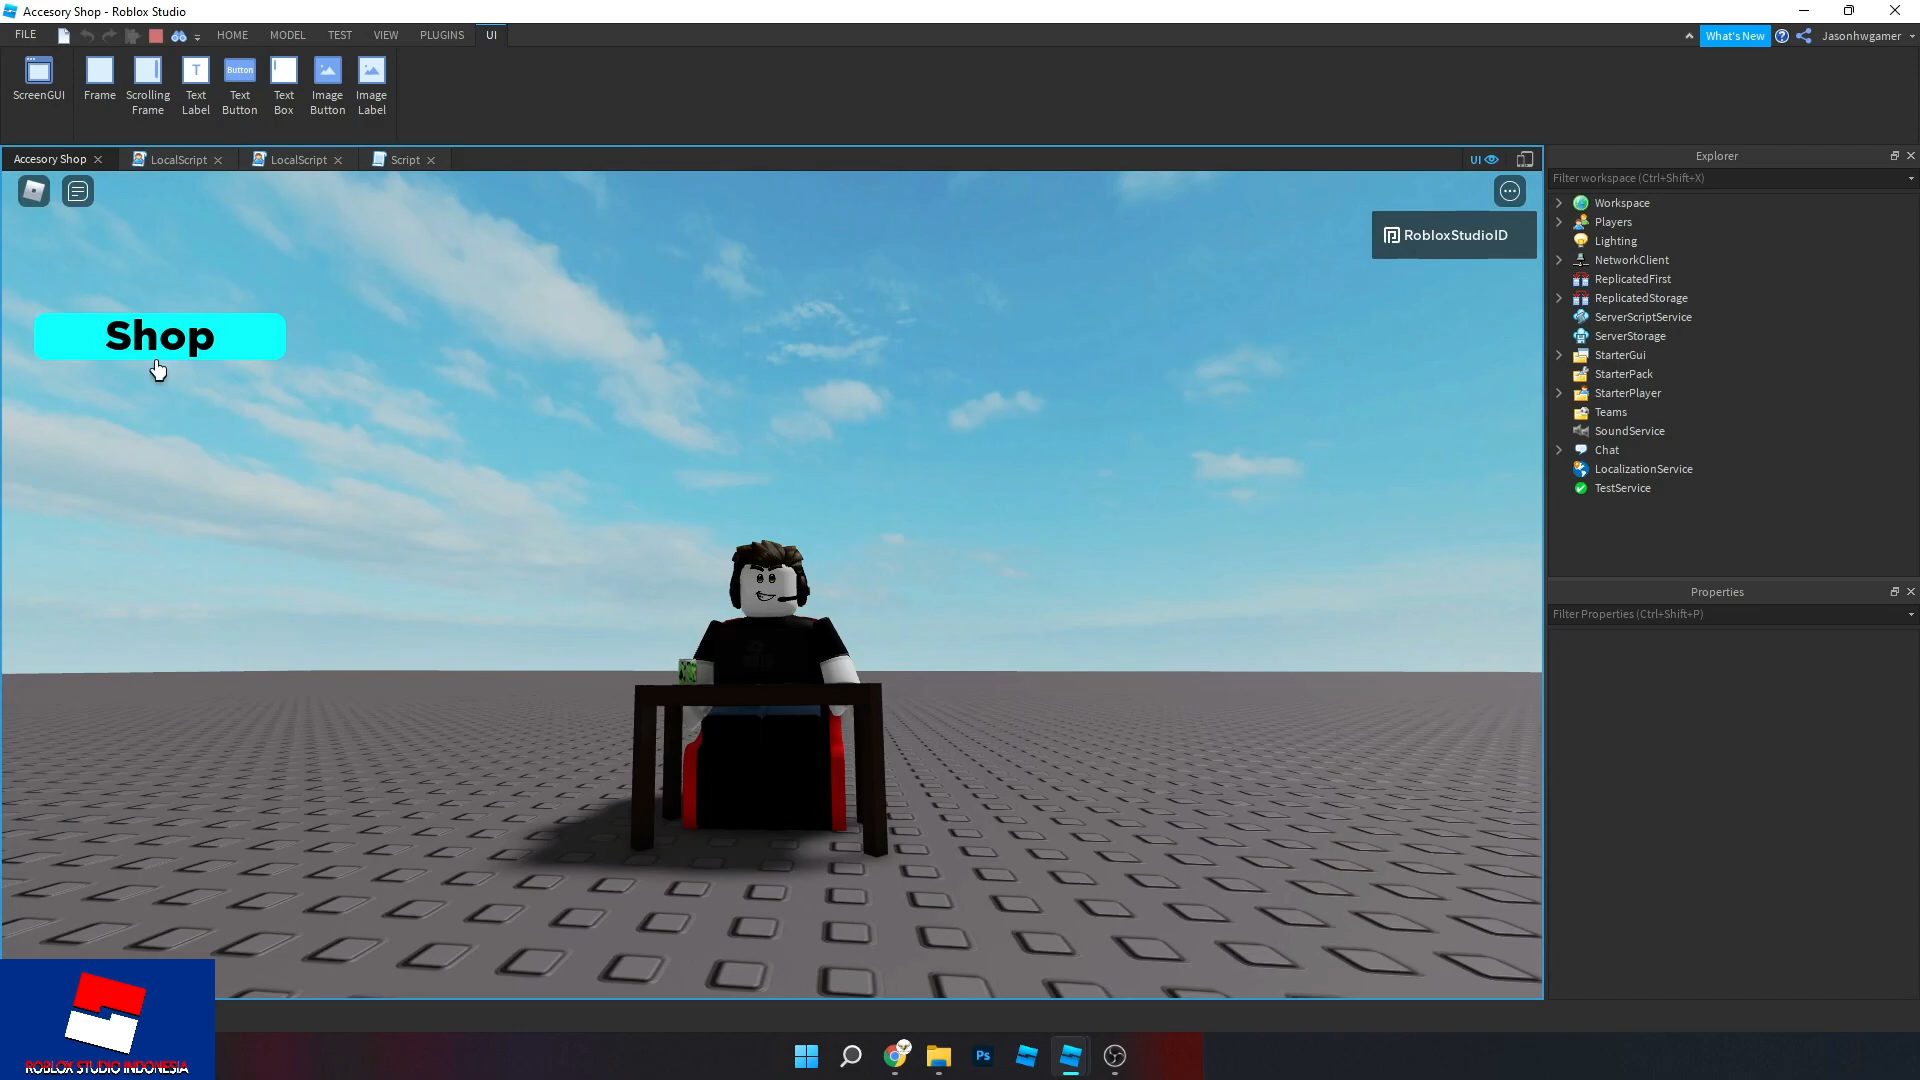 Accesory Shop - Roblox Studio
FILE
HOME
MODEL
TEST
VIEW
PLUGINS
UI
What's New
Jasonhwgamer
ScreenGUI
Frame
Scrolling
Frame
T
Text
Label
Button
Text
Button
Text
Box
Image
Button
Image
Label
Accesory Shop
LocalScript
LocalScript
Script
UI
Explorer
Filter workspace (Ctrl+Shift+X)
Workspace
Players
Lighting
NetworkClient
ReplicatedFirst
ReplicatedStorage
ServerScriptService
ServerStorage
StarterGui
StarterPack
StarterPlayer
Teams
SoundService
Chat
LocalizationService
TestService
Properties
Filter Properties (Ctrl+Shift+P)
RobloxStudioID
Shop
ROBLOX STUDIO INDONESIA
Ps